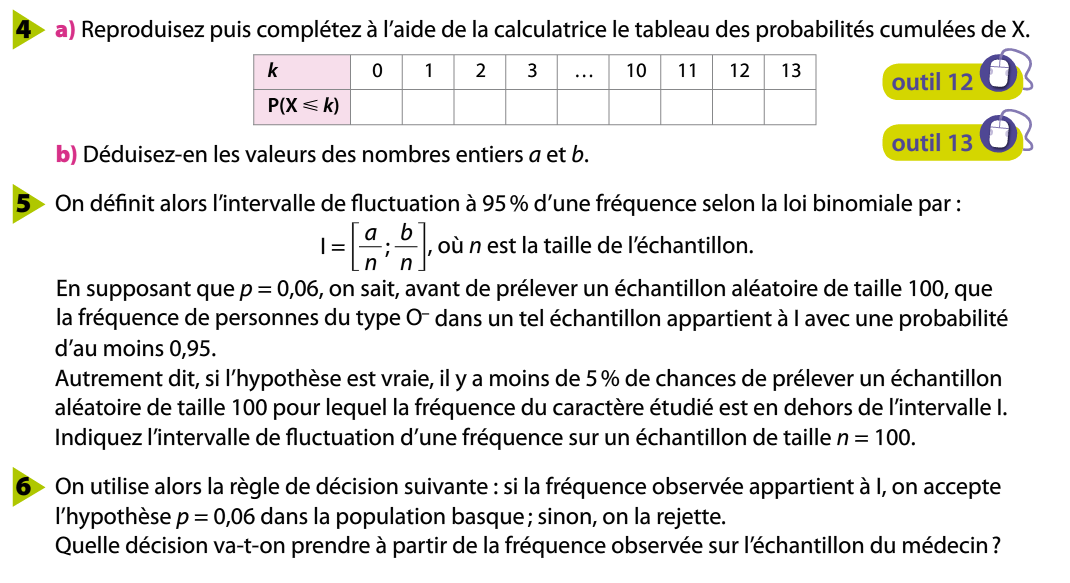 4 a) Reproduisez puis complétez à l'aide de la calculatrice le tableau des probabilités cumulées de X.
k 0 1 2 3 … 10 11 12 13
P(X ⩽ k)
outil 12
outil 13
b) Déduisez-en les valeurs des nombres entiers a et b.
5 On définit alors l'intervalle de fluctuation à 95 % d'une fréquence selon la loi binomiale par :
I = [a/n ; b/n], où n est la taille de l'échantillon.
En supposant que p = 0,06, on sait, avant de prélever un échantillon aléatoire de taille 100, que
la fréquence de personnes du type O⁻ dans un tel échantillon appartient à I avec une probabilité
d'au moins 0,95.
Autrement dit, si l'hypothèse est vraie, il y a moins de 5 % de chances de prélever un échantillon
aléatoire de taille 100 pour lequel la fréquence du caractère étudié est en dehors de l'intervalle I.
Indiquez l'intervalle de fluctuation d'une fréquence sur un échantillon de taille n = 100.
6 On utilise alors la règle de décision suivante : si la fréquence observée appartient à I, on accepte
l'hypothèse p = 0,06 dans la population basque ; sinon, on la rejette.
Quelle décision va-t-on prendre à partir de la fréquence observée sur l'échantillon du médecin ?